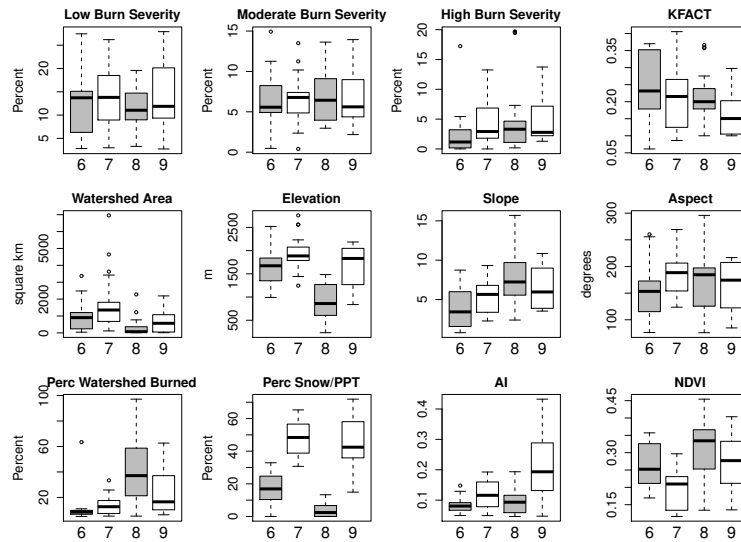 Low Burn Severity
Percent
5
10
20
6 7 8 9
Moderate Burn Severity
Percent
0
5
10
15
6 7 8 9
High Burn Severity
Percent
0
5
10
15
20
6 7 8 9
KFACT
0.05
0.20
0.35
6 7 8 9
Watershed Area
square km
0
2000
5000
6 7 8 9
Elevation
m
500
1500
2500
6 7 8 9
Slope
5
10
15
6 7 8 9
Aspect
degrees
100
200
300
6 7 8 9
Perc Watershed Burned
Percent
20
60
100
6 7 8 9
Perc Snow/PPT
Percent
0
20
40
60
6 7 8 9
AI
0.1
0.2
0.3
0.4
6 7 8 9
NDVI
0.15
0.30
0.45
6 7 8 9